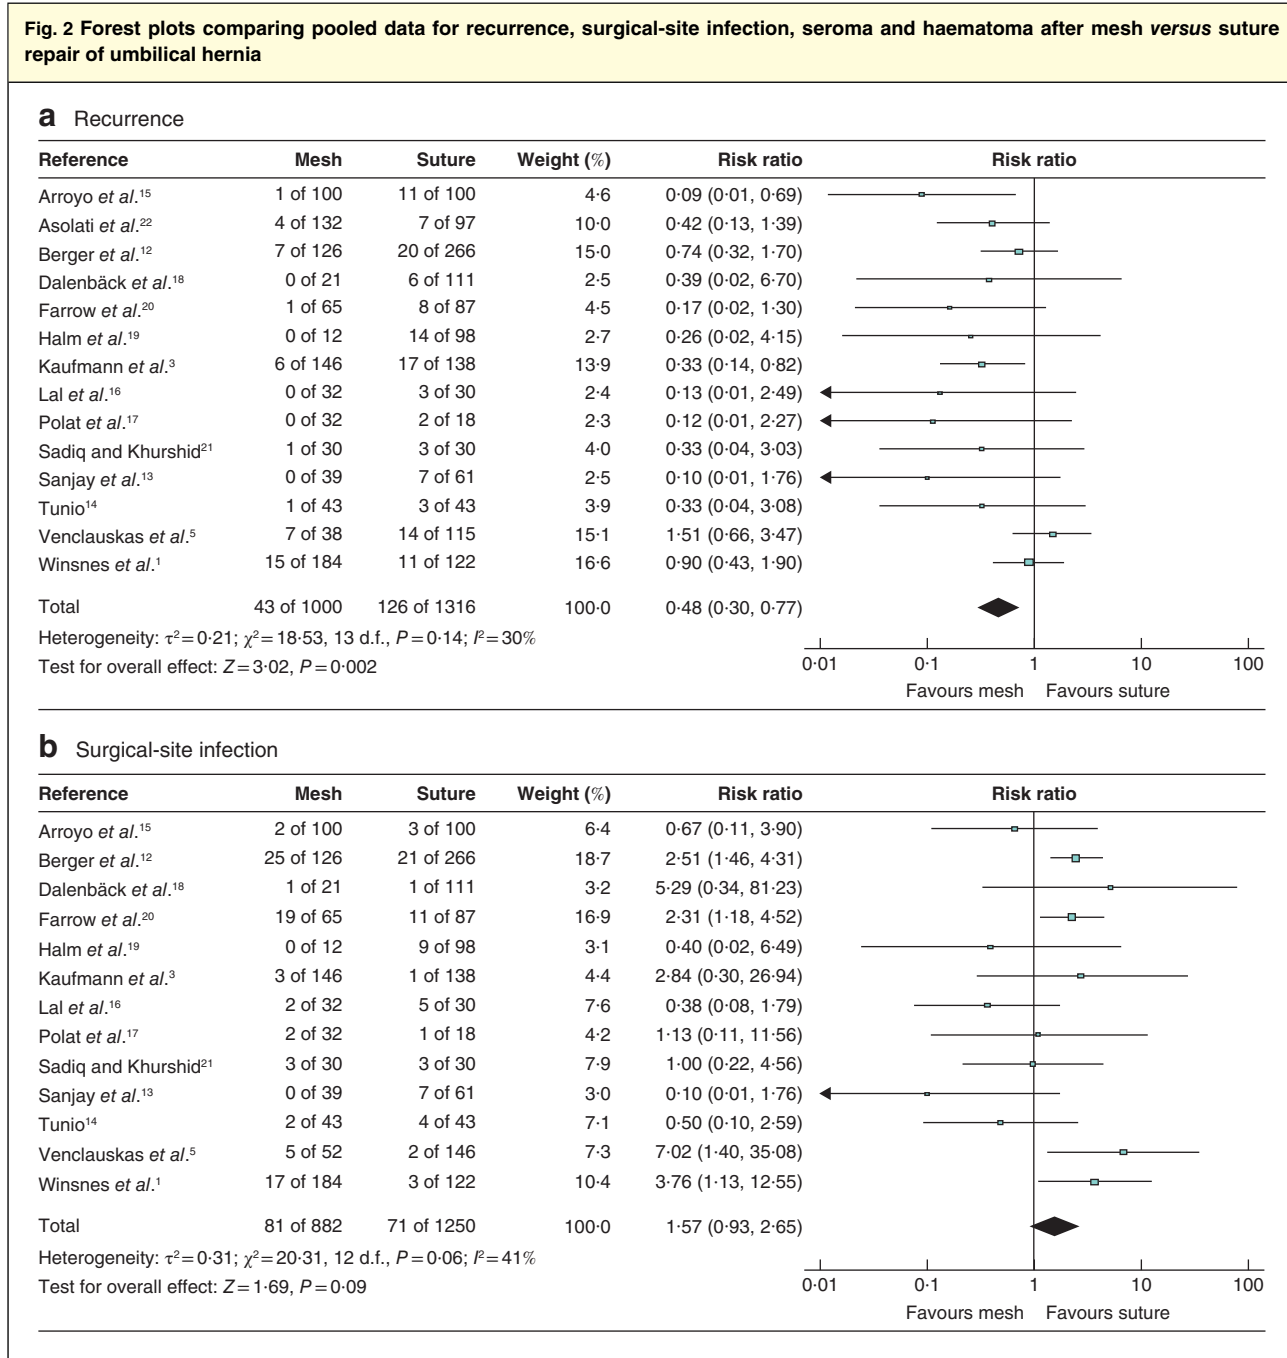 Fig. 2 Forest plots comparing pooled data for recurrence, surgical-site infection, seroma and haematoma after mesh versus suture
repair of umbilical hernia
a Recurrence
Reference Mesh Suture Weight (%) Risk ratio Risk ratio
Arroyo et al.15 1 of 100 11 of 100 4·6 0·09 (0·01, 0·69)
Asolati et al.22 4 of 132 7 of 97 10·0 0·42 (0·13, 1·39)
Berger et al.12 7 of 126 20 of 266 15·0 0·74 (0·32, 1·70)
Dalenbäck et al.18 0 of 21 6 of 111 2·5 0·39 (0·02, 6·70)
Farrow et al.20 1 of 65 8 of 87 4·5 0·17 (0·02, 1·30)
Halm et al.19 0 of 12 14 of 98 2·7 0·26 (0·02, 4·15)
Kaufmann et al.3 6 of 146 17 of 138 13·9 0·33 (0·14, 0·82)
Lal et al.16 0 of 32 3 of 30 2·4 0·13 (0·01, 2·49)
Polat et al.17 0 of 32 2 of 18 2·3 0·12 (0·01, 2·27)
Sadiq and Khurshid21 1 of 30 3 of 30 4·0 0·33 (0·04, 3·03)
Sanjay et al.13 0 of 39 7 of 61 2·5 0·10 (0·01, 1·76)
Tunio14 1 of 43 3 of 43 3·9 0·33 (0·04, 3·08)
Venclauskas et al.5 7 of 38 14 of 115 15·1 1·51 (0·66, 3·47)
Winsnes et al.1 15 of 184 11 of 122 16·6 0·90 (0·43, 1·90)
Total 43 of 1000 126 of 1316 100·0 0·48 (0·30, 0·77)
Heterogeneity: τ²=0·21; χ²=18·53, 13 d.f., P=0·14; I²=30%
Test for overall effect: Z=3·02, P=0·002
0·01 0·1 1 10 100
Favours mesh Favours suture
b Surgical-site infection
Reference Mesh Suture Weight (%) Risk ratio Risk ratio
Arroyo et al.15 2 of 100 3 of 100 6·4 0·67 (0·11, 3·90)
Berger et al.12 25 of 126 21 of 266 18·7 2·51 (1·46, 4·31)
Dalenbäck et al.18 1 of 21 1 of 111 3·2 5·29 (0·34, 81·23)
Farrow et al.20 19 of 65 11 of 87 16·9 2·31 (1·18, 4·52)
Halm et al.19 0 of 12 9 of 98 3·1 0·40 (0·02, 6·49)
Kaufmann et al.3 3 of 146 1 of 138 4·4 2·84 (0·30, 26·94)
Lal et al.16 2 of 32 5 of 30 7·6 0·38 (0·08, 1·79)
Polat et al.17 2 of 32 1 of 18 4·2 1·13 (0·11, 11·56)
Sadiq and Khurshid21 3 of 30 3 of 30 7·9 1·00 (0·22, 4·56)
Sanjay et al.13 0 of 39 7 of 61 3·0 0·10 (0·01, 1·76)
Tunio14 2 of 43 4 of 43 7·1 0·50 (0·10, 2·59)
Venclauskas et al.5 5 of 52 2 of 146 7·3 7·02 (1·40, 35·08)
Winsnes et al.1 17 of 184 3 of 122 10·4 3·76 (1·13, 12·55)
Total 81 of 882 71 of 1250 100·0 1·57 (0·93, 2·65)
Heterogeneity: τ²=0·31; χ²=20·31, 12 d.f., P=0·06; I²=41%
Test for overall effect: Z=1·69, P=0·09
0·01 0·1 1 10 100
Favours mesh Favours suture